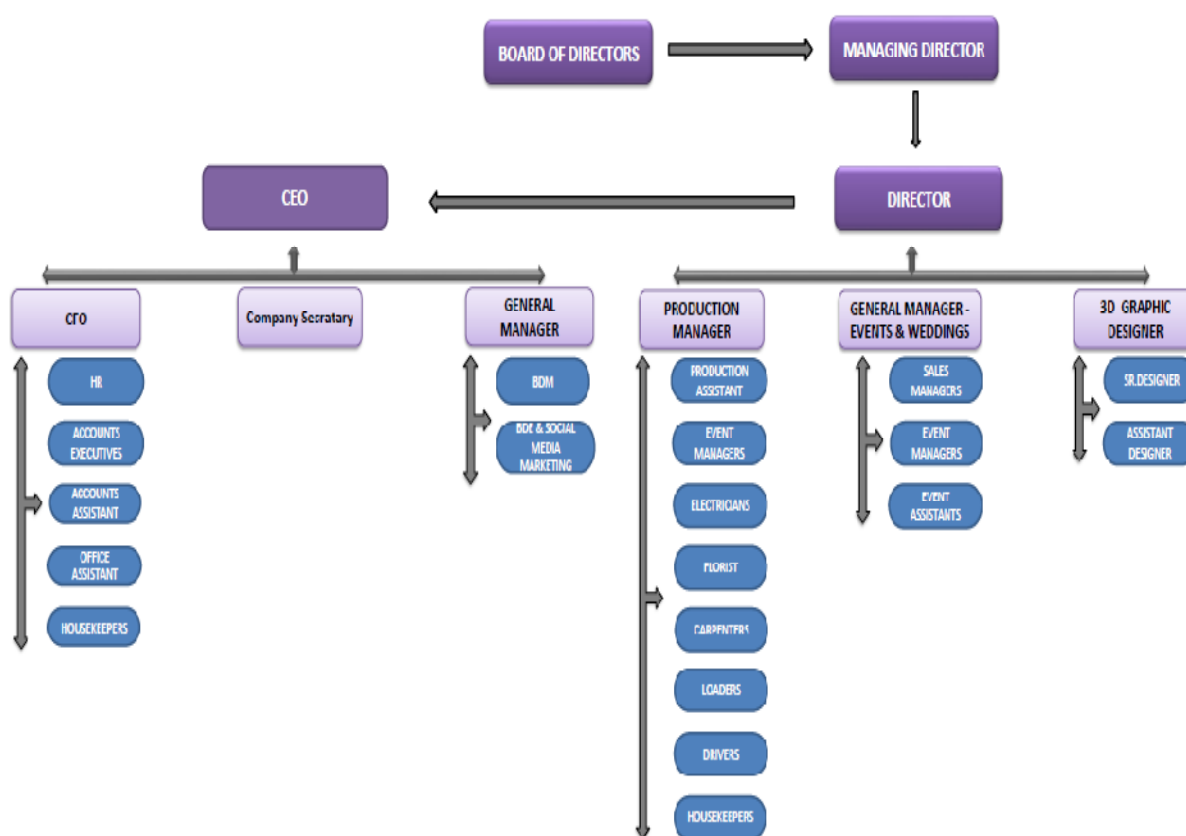 BOARD OF DIRECTORS
MANAGING DIRECTOR
CEO
DIRECTOR
CFO
Company Secratary
GENERAL
MANAGER
PRODUCTION
MANAGER
GENERAL MANAGER -
EVENTS & WEDDINGS
3D GRAPHIC
DESIGNER
HR
ACCOUNTS
EXECUTIVES
ACCOUNTS
ASSISTANT
OFFICE
ASSISTANT
HOUSEKEEPERS
BDM
BDE & SOCIAL
MEDIA
MARKETING
PRODUCTION
ASSISTANT
EVENT
MANAGERS
ELECTRICIANS
FLORIST
CARPENTERS
LOADERS
DRIVERS
HOUSEKEEPERS
SALES
MANAGERS
EVENT
MANAGERS
EVENT
ASSISTANTS
SR.DESIGNER
ASSISTANT
DESIGNER